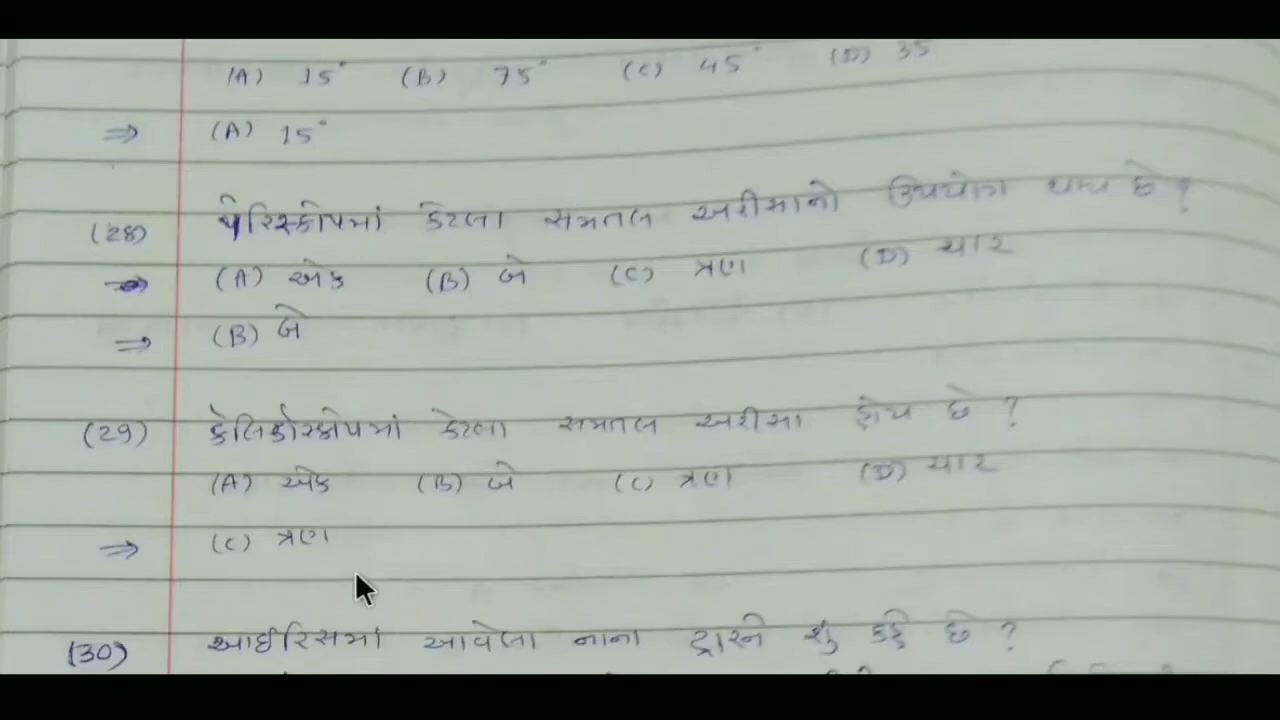 (A) 15° (B) 75° (C) 45° (D) 35
⇒ (A) 15°
(28) પેરિસ્કોપમાં કેટલા સમતલ અરીસાનો ઉપયોગ થાય છે ?
(A) એક (B) બે (C) ત્રણ (D) ચાર
⇒ (B) બે
(29) કેલિડોસ્કોપમાં કેટલા સમતલ અરીસા હોય છે ?
(A) એક (B) બે (C) ત્રણ (D) ચાર
⇒ (C) ત્રણ
(30) આઈરિસમાં આવેલા નાના દ્વારને શું કહે છે ?